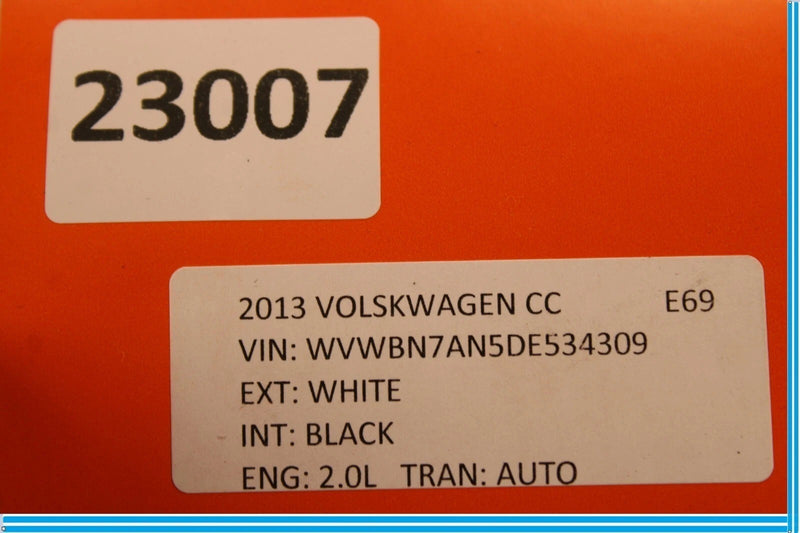 23007
2013 VOLSKWAGEN CC E69
VIN: WVWBN7AN5DE534309
EXT: WHITE
INT: BLACK
ENG: 2.0L TRAN: AUTO